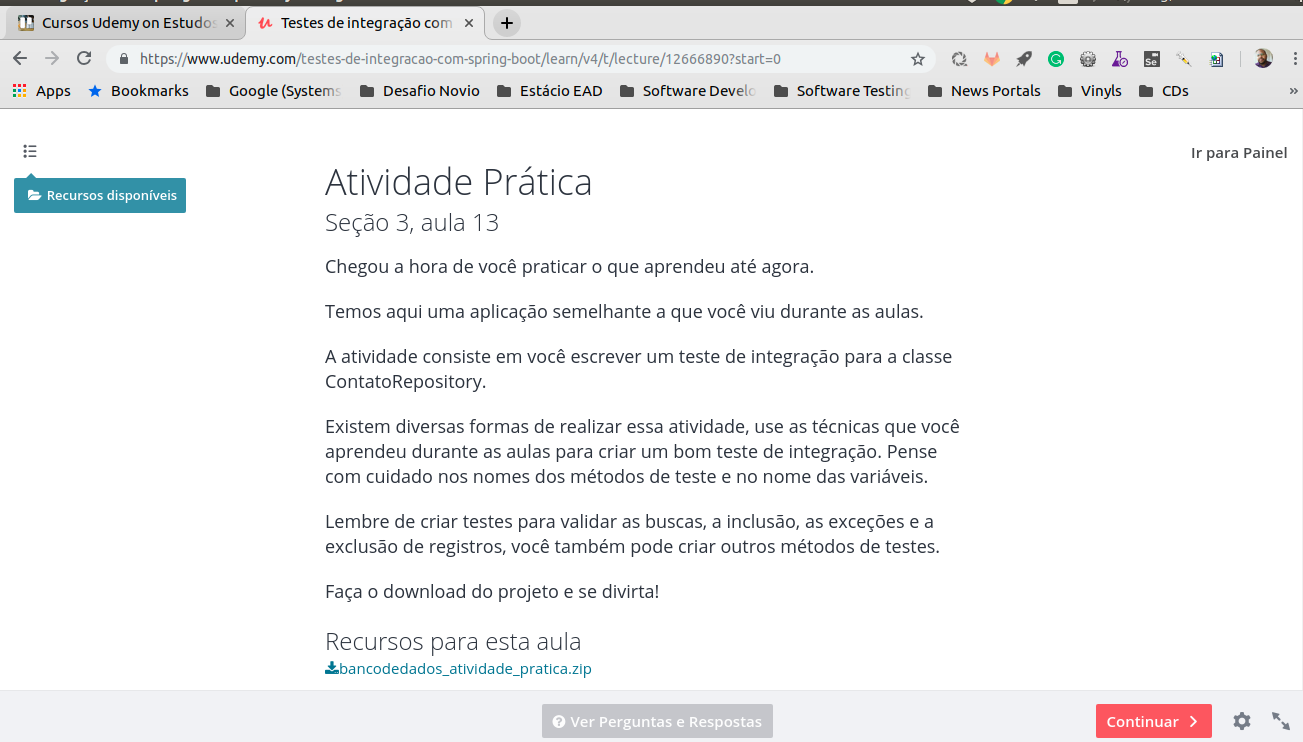 Cursos Udemy on Estudos
Testes de integração com
https://www.udemy.com/testes-de-integracao-com-spring-boot/learn/v4/t/lecture/12666890?start=0
Apps
Bookmarks
Google (Systems
Desafio Novio
Estácio EAD
Software Develo
Software Testing
News Portals
Vinyls
CDs
»
Ir para Painel
Recursos disponíveis
Atividade Prática
Seção 3, aula 13
Chegou a hora de você praticar o que aprendeu até agora.
Temos aqui uma aplicação semelhante a que você viu durante as aulas.
A atividade consiste em você escrever um teste de integração para a classe
ContatoRepository.
Existem diversas formas de realizar essa atividade, use as técnicas que você
aprendeu durante as aulas para criar um bom teste de integração. Pense
com cuidado nos nomes dos métodos de teste e no nome das variáveis.
Lembre de criar testes para validar as buscas, a inclusão, as exceções e a
exclusão de registros, você também pode criar outros métodos de testes.
Faça o download do projeto e se divirta!
Recursos para esta aula
bancodedados_atividade_pratica.zip
Ver Perguntas e Respostas
Continuar